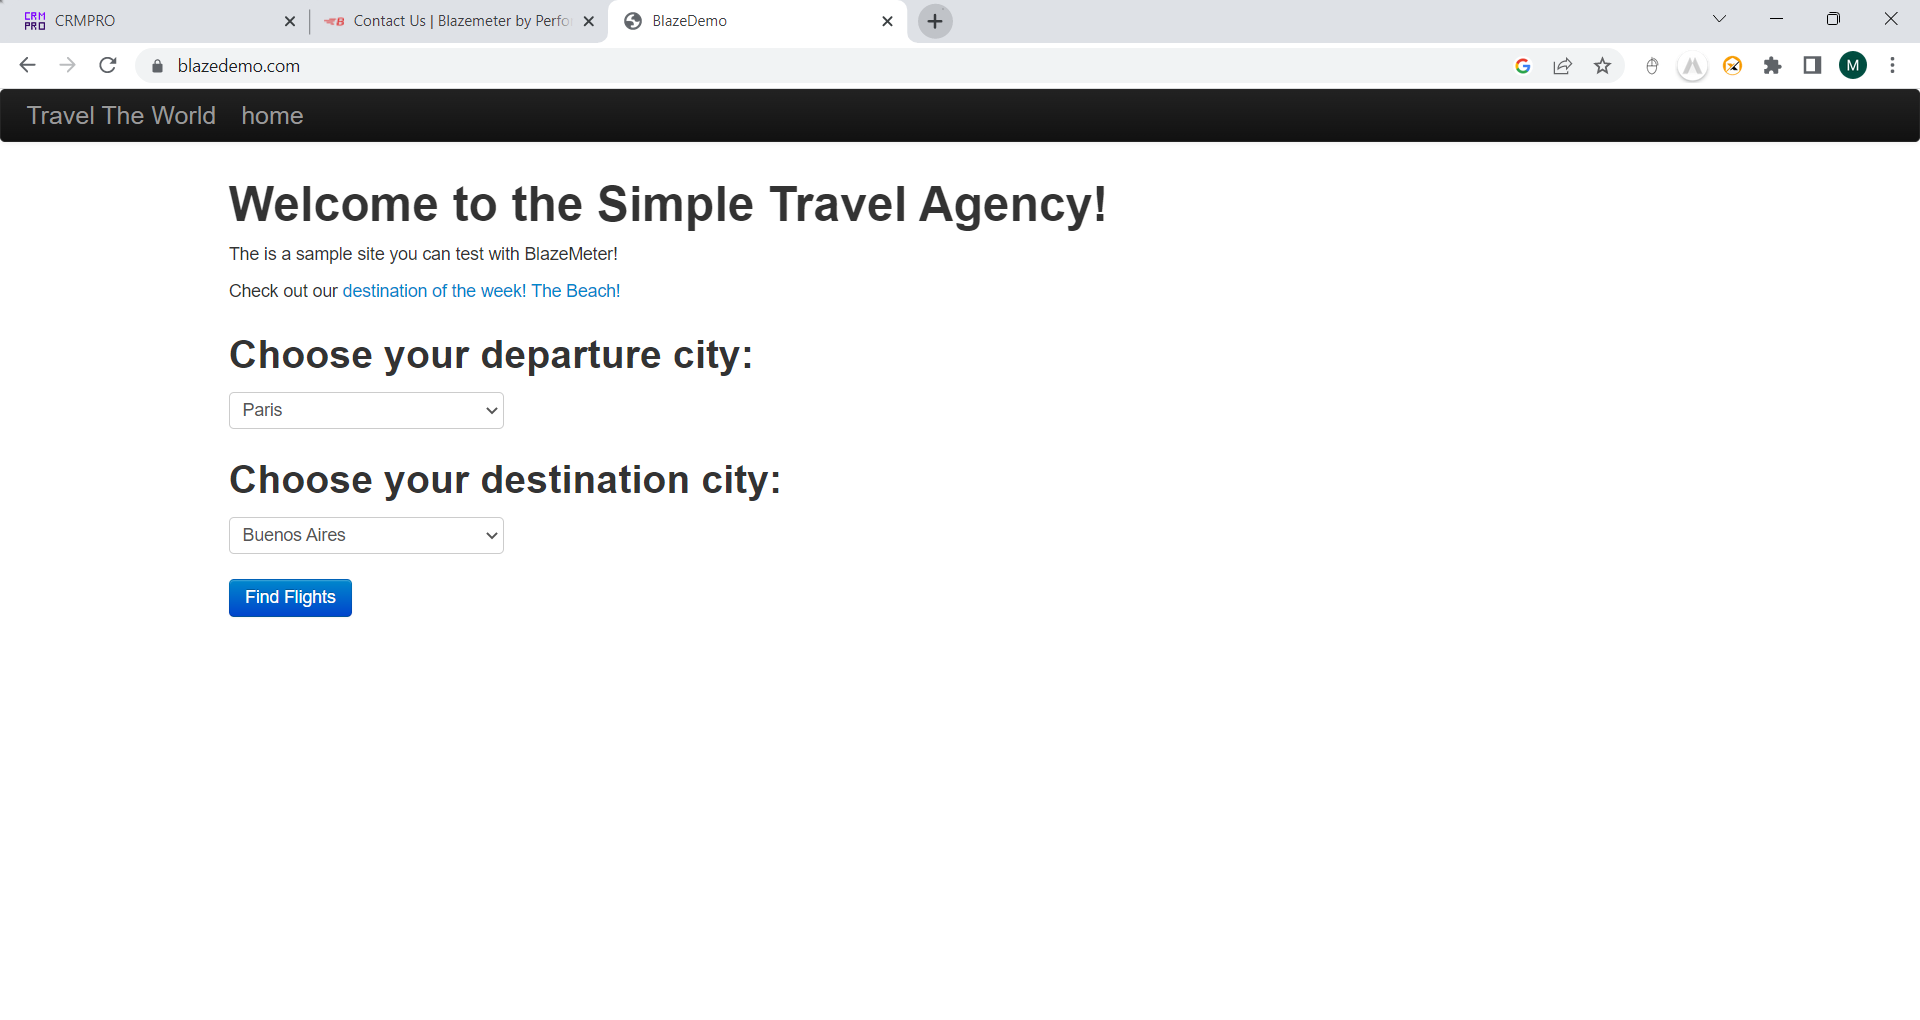 CRM PRO CRMPRO
Contact Us | Blazemeter by Perfo
BlazeDemo
blazedemo.com
M
Travel The World home
Welcome to the Simple Travel Agency!
The is a sample site you can test with BlazeMeter!
Check out our destination of the week! The Beach!
Choose your departure city:
Paris
Choose your destination city:
Buenos Aires
Find Flights